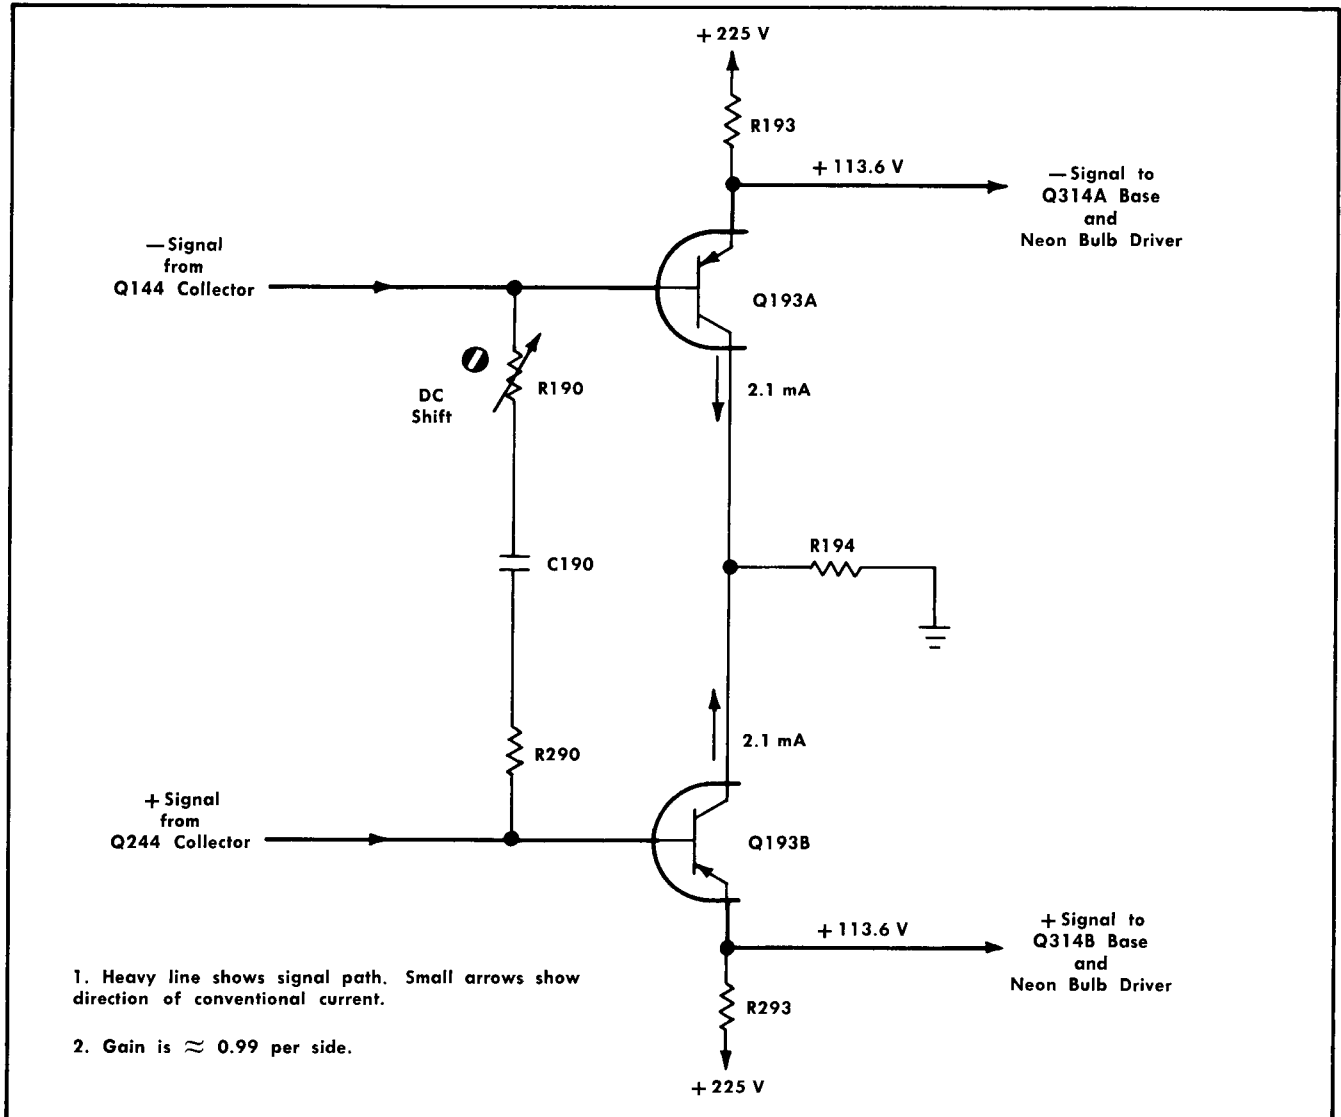 + 225 V
R193
+ 113.6 V
— Signal to
Q314A Base
and
Neon Bulb Driver
— Signal
from
Q144 Collector
Q193A
DC
Shift
R190
2.1 mA
R194
C190
2.1 mA
R290
+ Signal
from
Q244 Collector
Q193B
+ 113.6 V
+ Signal to
Q314B Base
and
Neon Bulb Driver
1. Heavy line shows signal path. Small arrows show
direction of conventional current.
R293
2. Gain is ≈ 0.99 per side.
+ 225 V